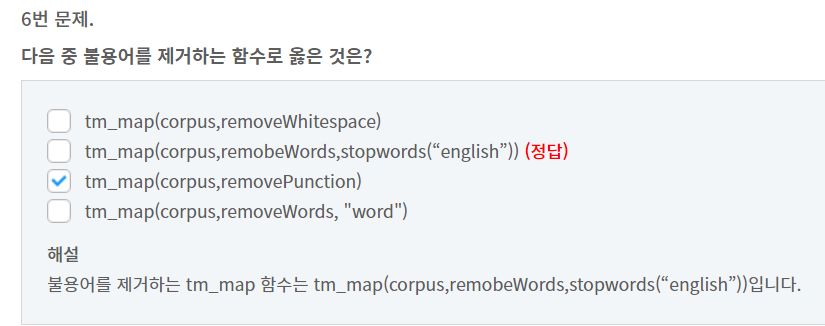 6번 문제.
다음 중 불용어를 제거하는 함수로 옳은 것은?
tm_map(corpus,removeWhitespace)
tm_map(corpus,remobeWords,stopwords(“english”)) (정답)
tm_map(corpus,removePunction)
tm_map(corpus,removeWords, "word")
해설
불용어를 제거하는 tm_map 함수는 tm_map(corpus,remobeWords,stopwords(“english”))입니다.